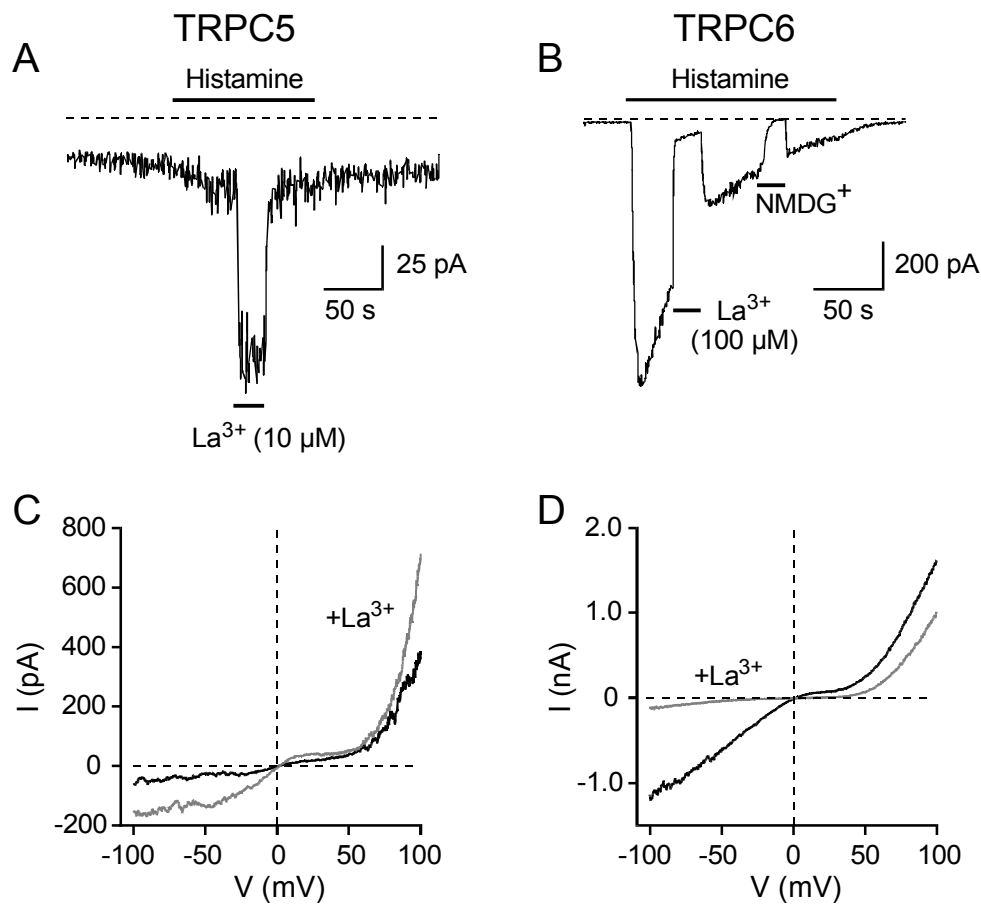 TRPC5
TRPC6
A
B
Histamine
Histamine
NMDG⁺
25 pA
50 s
200 pA
50 s
La³⁺
(100 µM)
La³⁺ (10 µM)
C
D
800
600
400
200
0
-200
I (pA)
+La³⁺
-100
-50
0
50
100
V (mV)
2.0
1.0
0
-1.0
I (nA)
+La³⁺
-100
-50
0
50
100
V (mV)